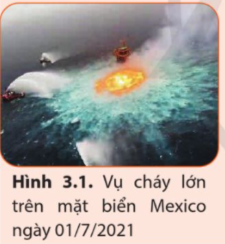 Hình 3.1. Vụ cháy lớn
trên mặt biển Mexico
ngày 01/7/2021